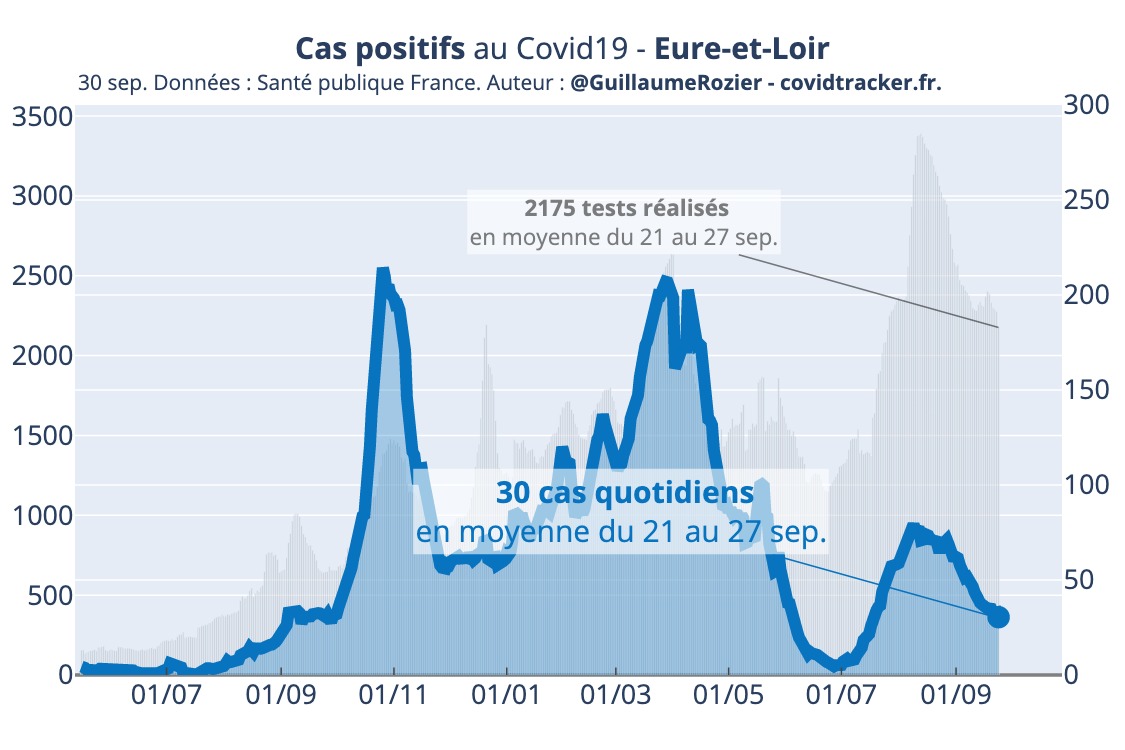 Cas positifs au Covid19 - Eure-et-Loir
30 sep. Données : Santé publique France. Auteur : @GuillaumeRozier - covidtracker.fr.
3500
3000
2500
2000
1500
1000
500
0
300
250
200
150
100
50
0
2175 tests réalisés
en moyenne du 21 au 27 sep.
30 cas quotidiens
en moyenne du 21 au 27 sep.
01/07 01/09 01/11 01/01 01/03 01/05 01/07 01/09